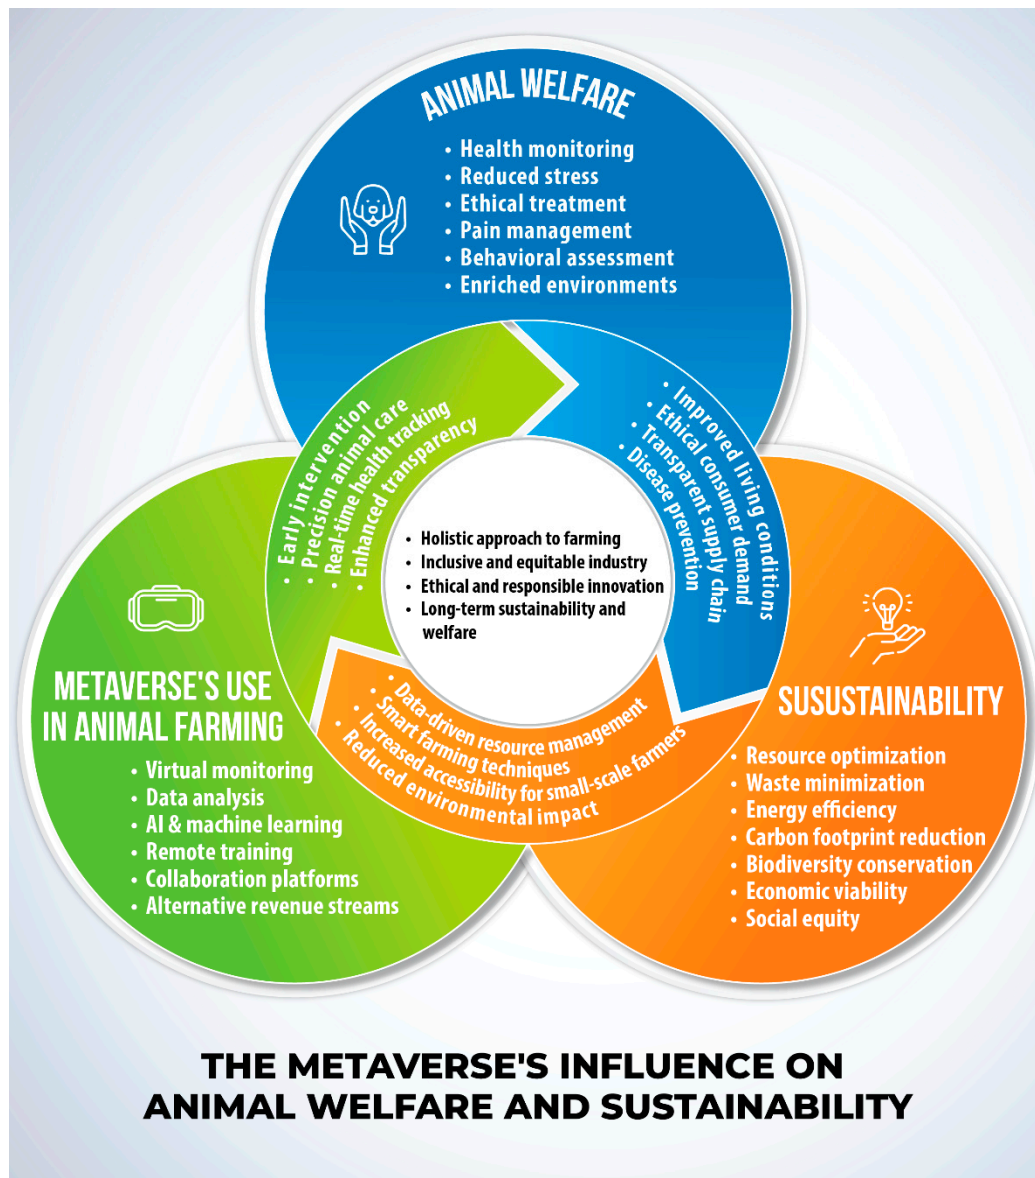 ANIMAL WELFARE
• Health monitoring
• Reduced stress
• Ethical treatment
• Pain management
• Behavioral assessment
• Enriched environments
• Early intervention
• Precision animal care
• Real-time health tracking
• Enhanced transparency
• Improved living conditions
• Ethical consumer demand
• Transparent supply chain
• Disease prevention
• Holistic approach to farming
• Inclusive and equitable industry
• Ethical and responsible innovation
• Long-term sustainability and
welfare
• Data-driven resource management
• Smart farming techniques
• Increased accessibility for small-scale farmers
• Reduced environmental impact
METAVERSE'S USE
IN ANIMAL FARMING
• Virtual monitoring
• Data analysis
• AI & machine learning
• Remote training
• Collaboration platforms
• Alternative revenue streams
SUSUSTAINABILITY
• Resource optimization
• Waste minimization
• Energy efficiency
• Carbon footprint reduction
• Biodiversity conservation
• Economic viability
• Social equity
THE METAVERSE'S INFLUENCE ON
ANIMAL WELFARE AND SUSTAINABILITY